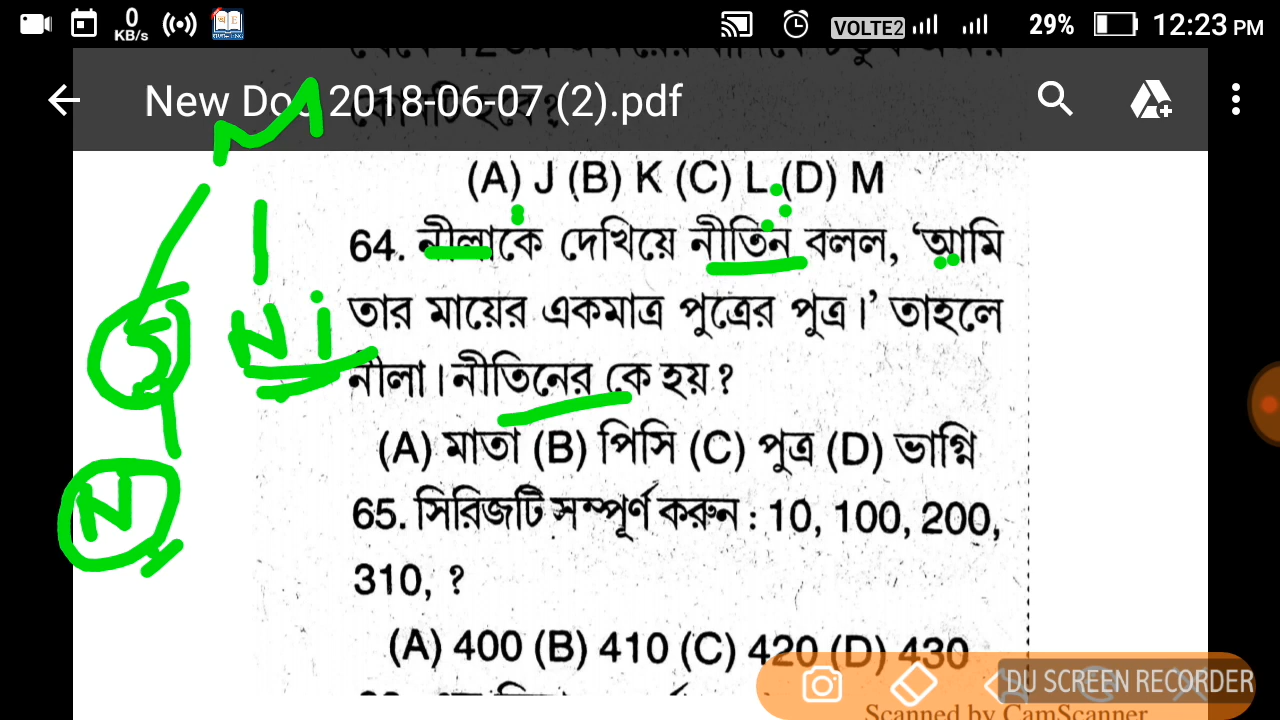 0
KB/s
VOLTE2
29%
12:23 PM
New Doc 2018-06-07 (2).pdf
M
(A) J (B) K (C) L (D) M
64. নীলাকে দেখিয়ে নীতিন বলল, ‘আমি
তার মায়ের একমাত্র পুত্রের পুত্র।’ তাহলে
নীলা। নীতিনের কে হয় ?
S
Ni
(A) মাতা (B) পিসি (C) পুত্র (D) ভাগ্নি
N
65. সিরিজটি সম্পূর্ণ করুন : 10, 100, 200,
310, ?
(A) 400 (B) 410 (C) 420 (D) 430
DU SCREEN RECORDER
Scanned by CamScanner